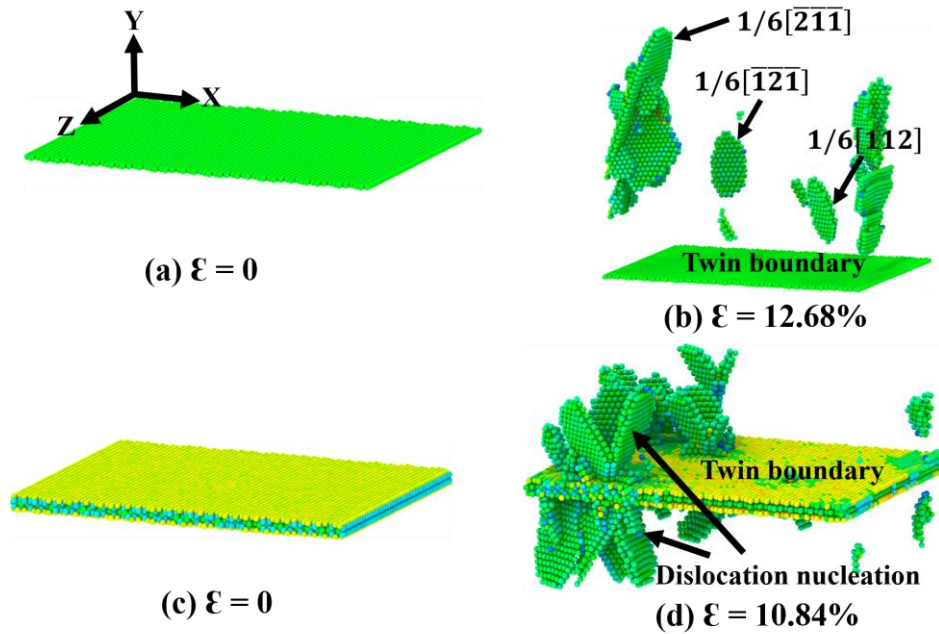 Y
X
Z
(a) Ɛ = 0
1/6[2̅1̅1̅]
1/6[1̅2̅1̅]
1/6[112]
Twin boundary
(b) Ɛ = 12.68%
(c) Ɛ = 0
Twin boundary
Dislocation nucleation
(d) Ɛ = 10.84%